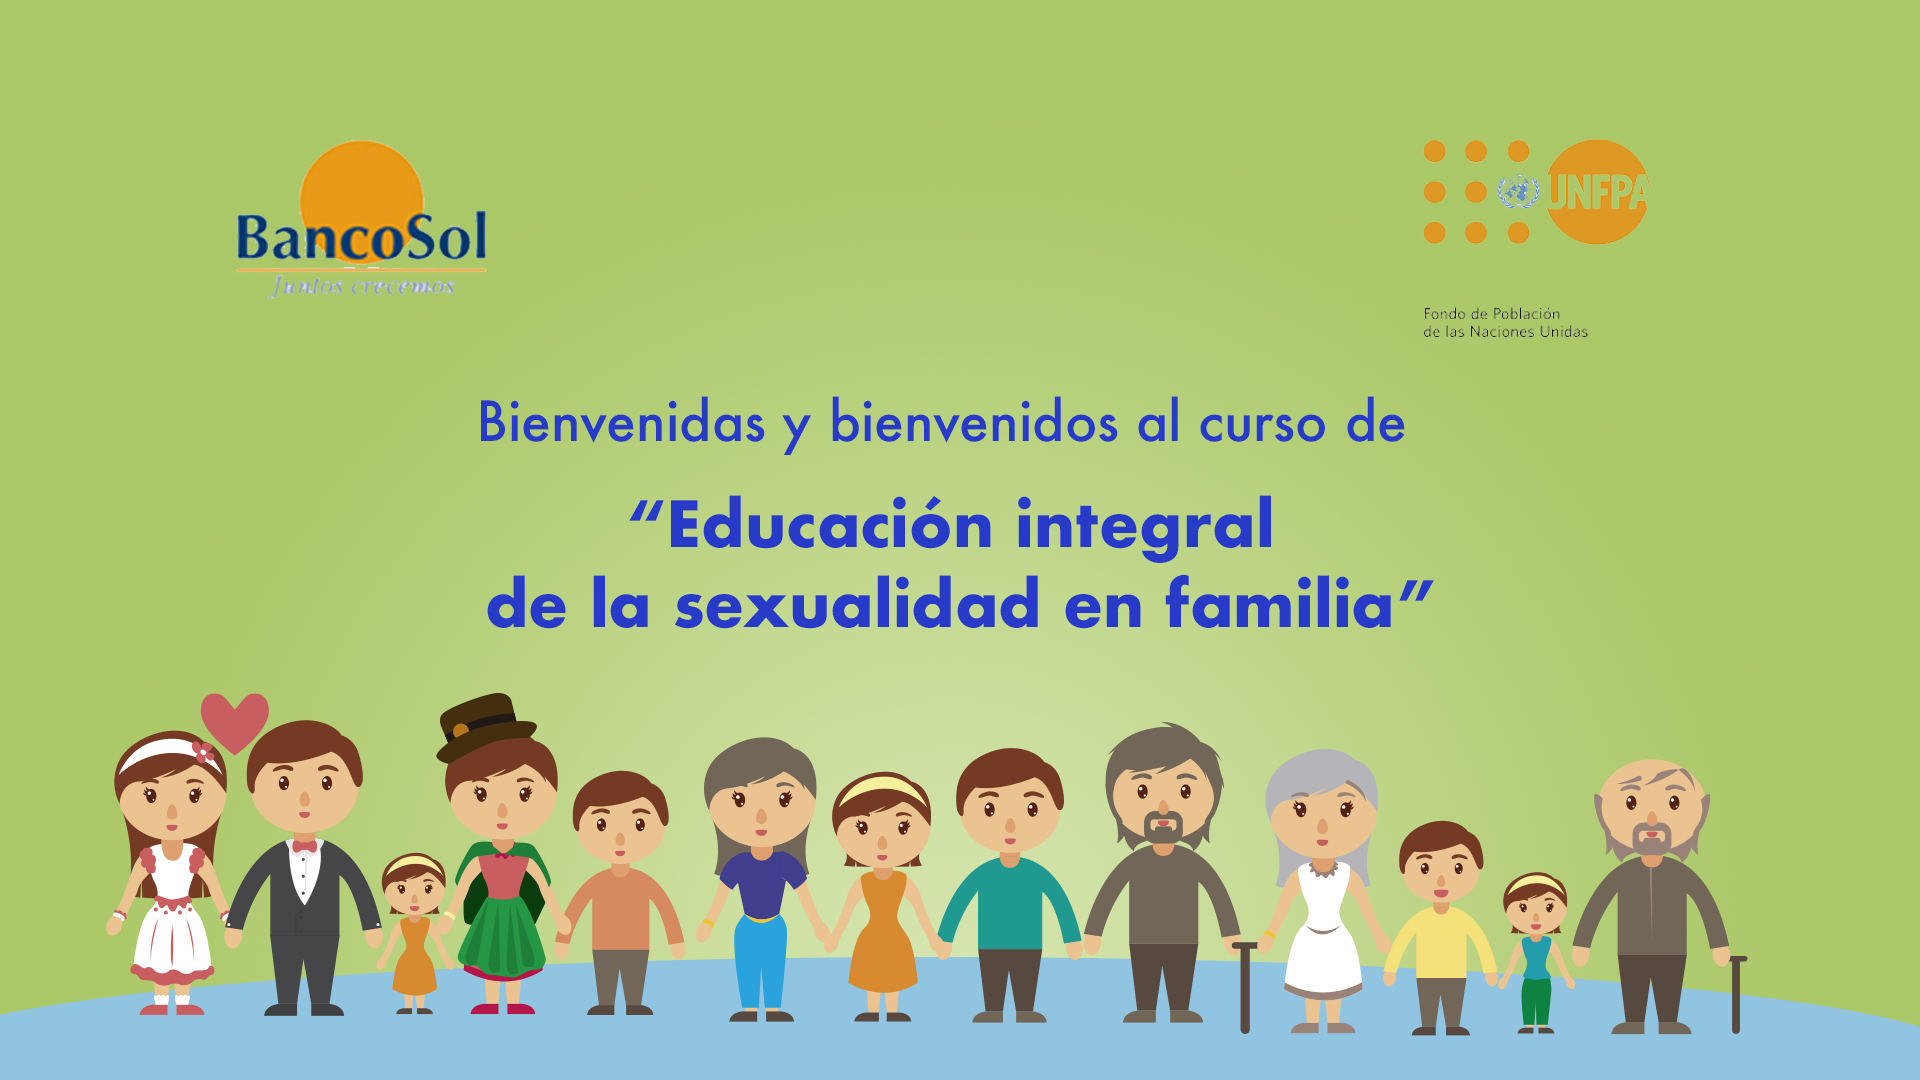 BancoSol
Juntos crecemos
UNFPA
Fondo de Población
de las Naciones Unidas
Bienvenidas y bienvenidos al curso de
“Educación integral
de la sexualidad en familia”